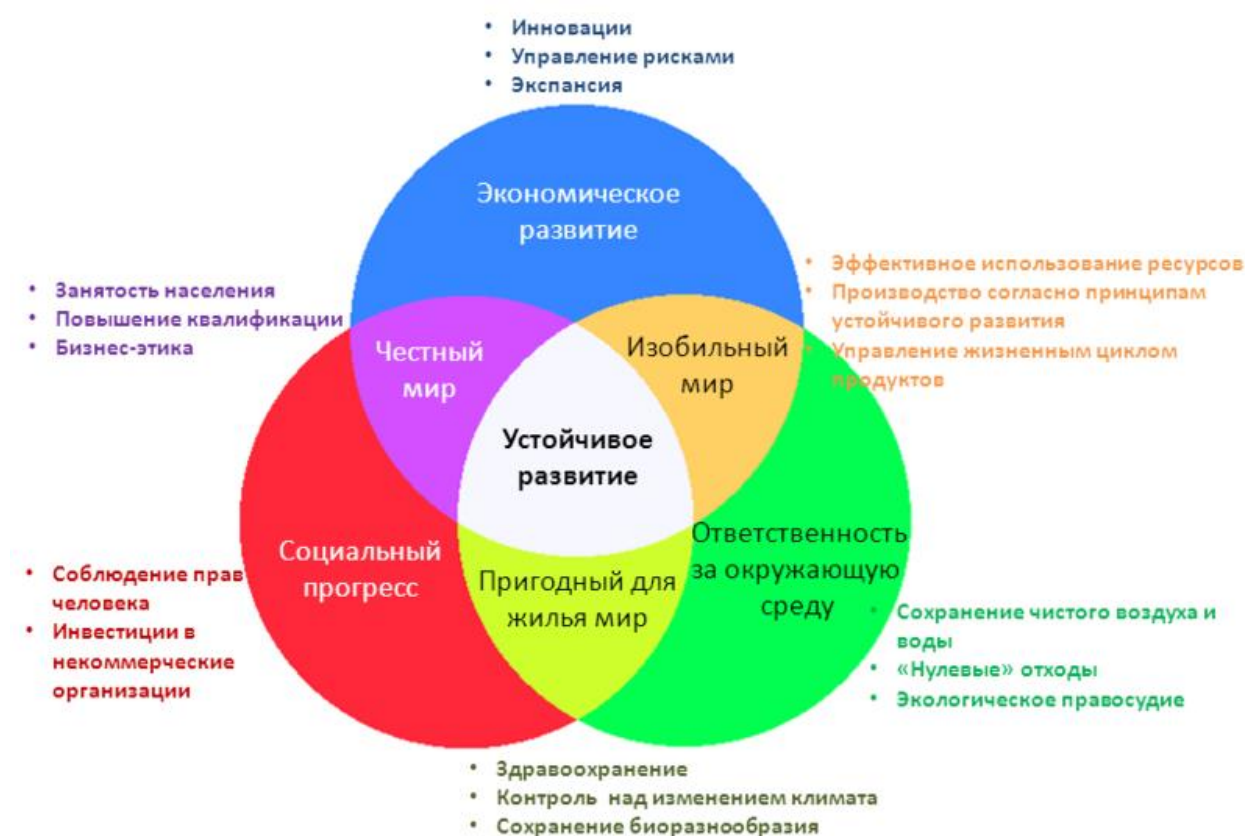 • Инновации
• Управление рисками
• Экспансия
Экономическое
развитие
• Занятость населения
• Повышение квалификации
• Бизнес-этика
• Эффективное использование ресурсов
• Производство согласно принципам
устойчивого развития
• Управление жизненным циклом
продуктов
Честный
мир
Изобильный
мир
Устойчивое
развитие
Социальный
прогресс
Пригодный для
жилья мир
Ответственность
за окружающую
среду
• Соблюдение прав
человека
• Инвестиции в
некоммерческие
организации
• Сохранение чистого воздуха и
воды
• «Нулевые» отходы
• Экологическое правосудие
• Здравоохранение
• Контроль над изменением климата
• Сохранение биоразнообразия